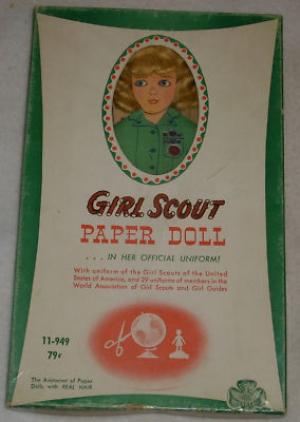 GIRL SCOUT
PAPER DOLL
. . . IN HER OFFICIAL UNIFORM!
With uniform of the Girl Scouts of the United
States of America, and 29 uniforms of members in the
World Association of Girl Scouts and Girl Guides
11-949
79¢
The Aristocrat of Paper
Dolls with REAL HAIR